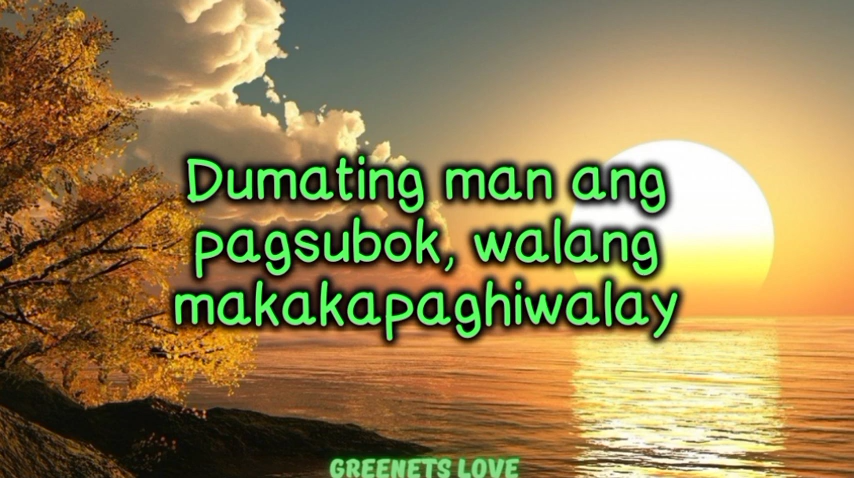 Dumating man ang
pagsubok, walang
makakapaghiwalay
GREENETS LOVE